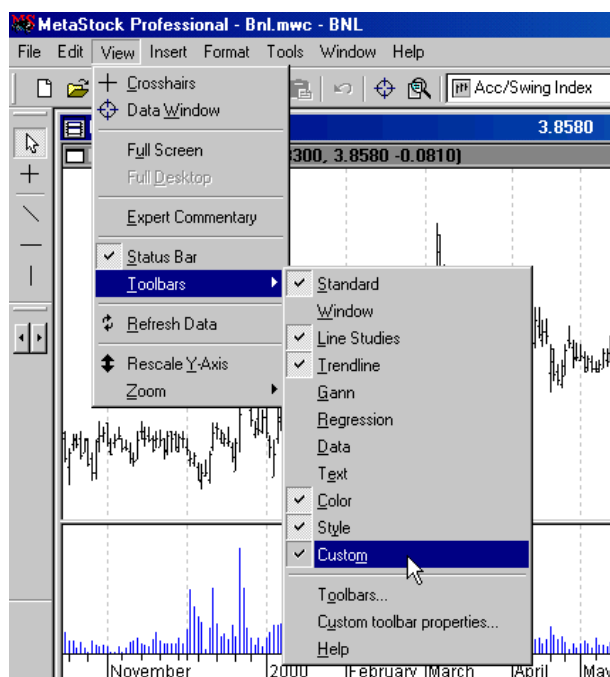 MetaStock Professional - Bnl.mwc - BNL
File Edit View Insert Format Tools Window Help
Acc/Swing Index
Crosshairs
Data Window
Full Screen
Full Desktop
Expert Commentary
Status Bar
Toolbars
Refresh Data
Rescale Y-Axis
Zoom
3.8580
300, 3.8580 -0.0810)
Standard
Window
Line Studies
Trendline
Gann
Regression
Data
Text
Color
Style
Custom
Toolbars...
Custom toolbar properties...
Help
November 2000 February March April May